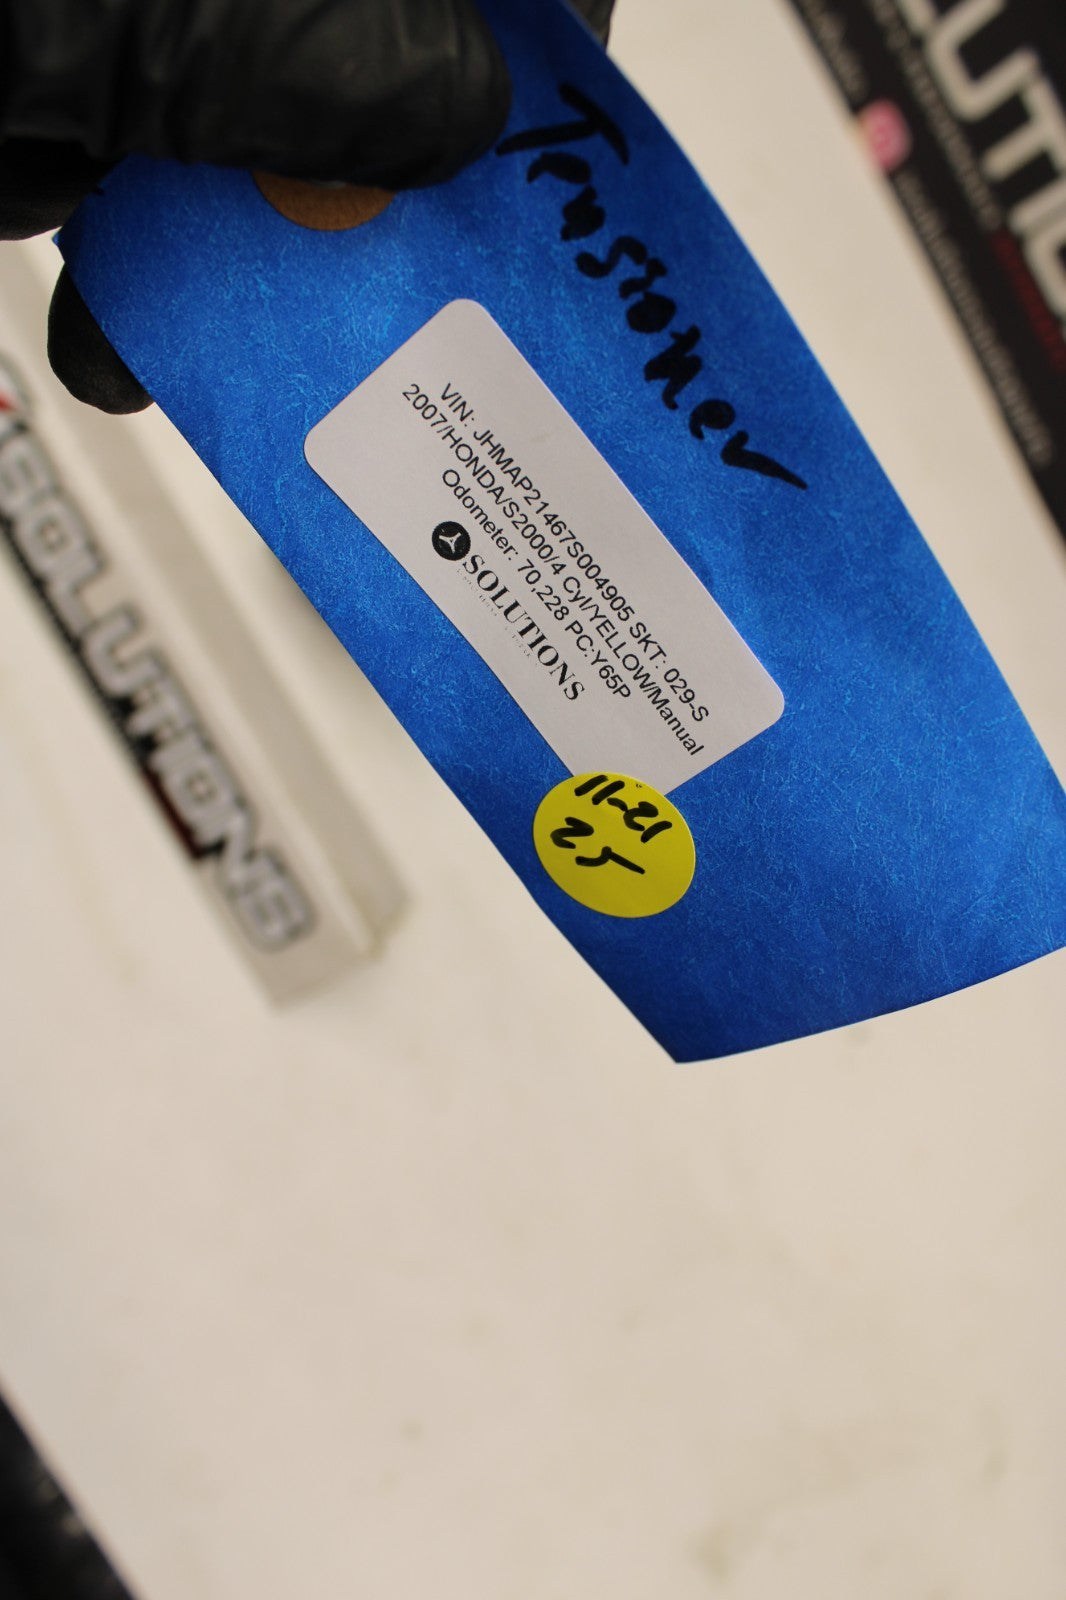 Tensioner
VIN: JHMAP21467S004905 SKT: 029-S
2007/HONDA/S2000/4 Cyl/YELLOW/Manual
Odometer: 70,228 PC:Y65P
SOLUTIONS
11-21
25
SOLUTIONS